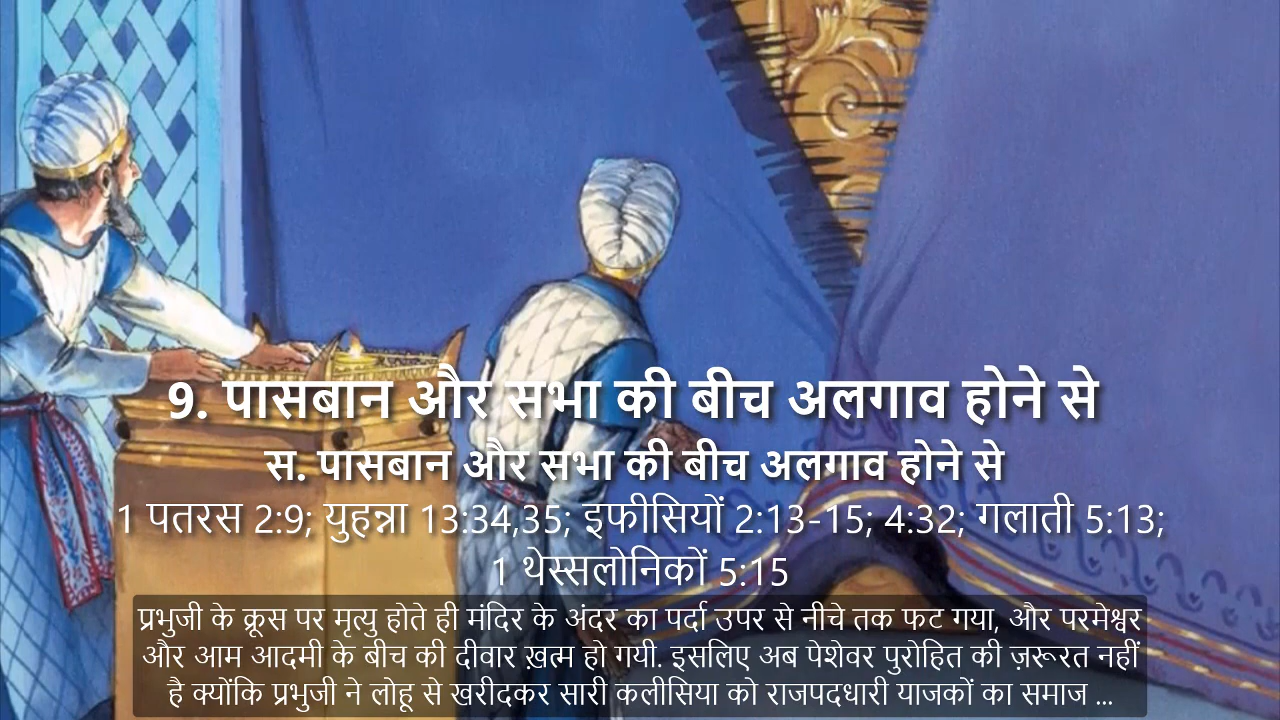 9. पासबान और सभा की बीच अलगाव होने से
स. पासबान और सभा की बीच अलगाव होने से
1 पतरस 2:9; युहन्ना 13:34,35; इफीसियों 2:13-15; 4:32; गलाती 5:13;
1 थेस्सलोनिकों 5:15
प्रभुजी के क्रूस पर मृत्यु होते ही मंदिर के अंदर का पर्दा उपर से नीचे तक फट गया, और परमेश्वर
और आम आदमी के बीच की दीवार ख़त्म हो गयी. इसलिए अब पेशेवर पुरोहित की ज़रूरत नहीं
है क्योंकि प्रभुजी ने लोहू से खरीदकर सारी कलीसिया को राजपदधारी याजकों का समाज ...